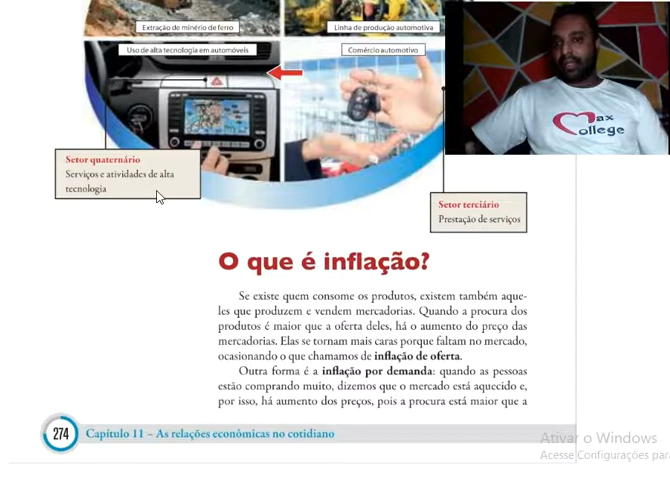 Extração de minério de ferro
Linha de produção automotiva
Uso de alta tecnologia em automóveis
Comércio automotivo
Max
College
Setor quaternário
Serviços e atividades de alta
tecnologia
Setor terciário
Prestação de serviços
O que é inflação?
Se existe quem consome os produtos, existem também aque-
les que produzem e vendem mercadorias. Quando a procura dos
produtos é maior que a oferta deles, há o aumento do preço das
mercadorias. Elas se tornam mais caras porque faltam no mercado,
ocasionando o que chamamos de inflação de oferta.
Outra forma é a inflação por demanda: quando as pessoas
estão comprando muito, dizemos que o mercado está aquecido e,
por isso, há aumento dos preços, pois a procura está maior que a
274 Capítulo 11 – As relações econômicas no cotidiano
Ativar o Windows
Acesse Configurações par